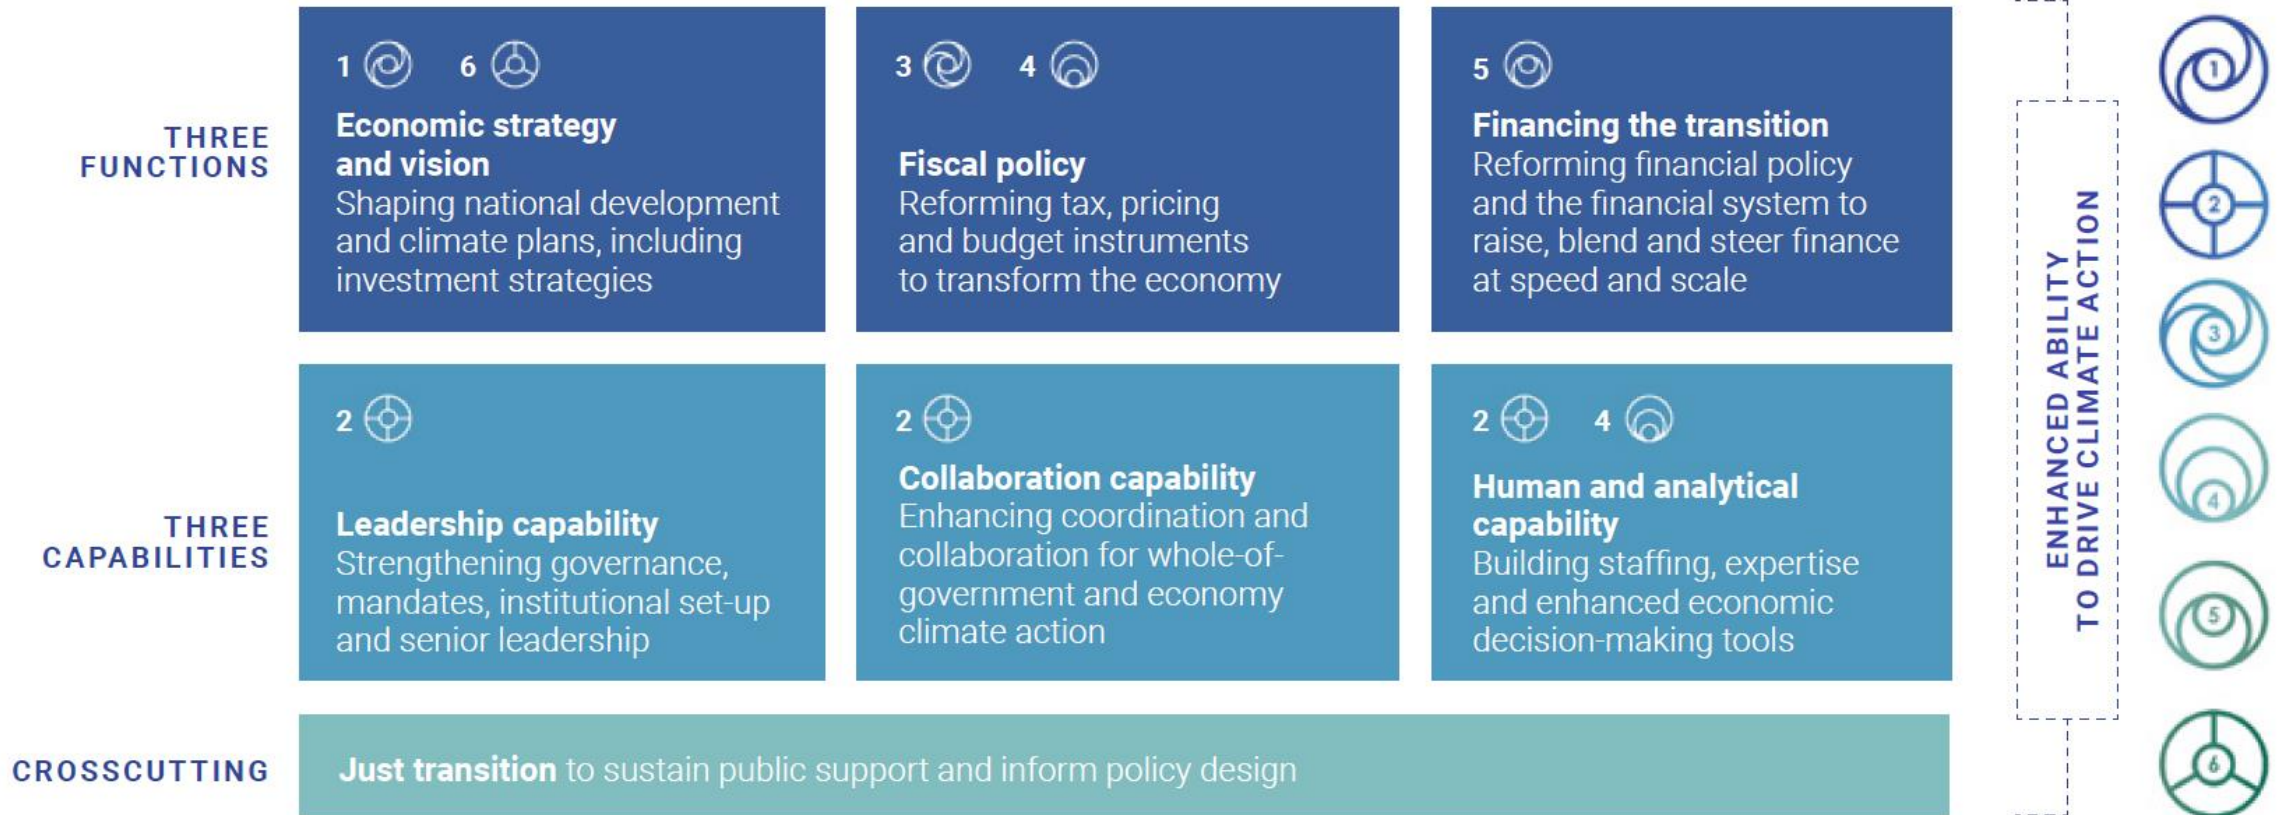 THREE
FUNCTIONS
1 6
Economic strategy
and vision
Shaping national development
and climate plans, including
investment strategies
3 4
Fiscal policy
Reforming tax, pricing
and budget instruments
to transform the economy
5
Financing the transition
Reforming financial policy
and the financial system to
raise, blend and steer finance
at speed and scale
THREE
CAPABILITIES
2
Leadership capability
Strengthening governance,
mandates, institutional set-up
and senior leadership
2
Collaboration capability
Enhancing coordination and
collaboration for whole-of-
government and economy
climate action
2 4
Human and analytical
capability
Building staffing, expertise
and enhanced economic
decision-making tools
CROSSCUTTING
Just transition to sustain public support and inform policy design
ENHANCED ABILITY
TO DRIVE CLIMATE ACTION
1
2
3
4
5
6